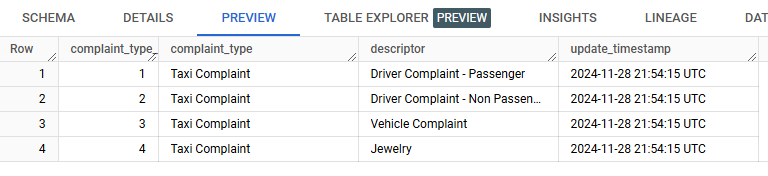 SCHEMA DETAILS PREVIEW TABLE EXPLORER PREVIEW INSIGHTS LINEAGE DAT
Row complaint_type_ complaint_type descriptor update_timestamp
1 1 Taxi Complaint Driver Complaint - Passenger 2024-11-28 21:54:15 UTC
2 2 Taxi Complaint Driver Complaint - Non Passen... 2024-11-28 21:54:15 UTC
3 3 Taxi Complaint Vehicle Complaint 2024-11-28 21:54:15 UTC
4 4 Taxi Complaint Jewelry 2024-11-28 21:54:15 UTC